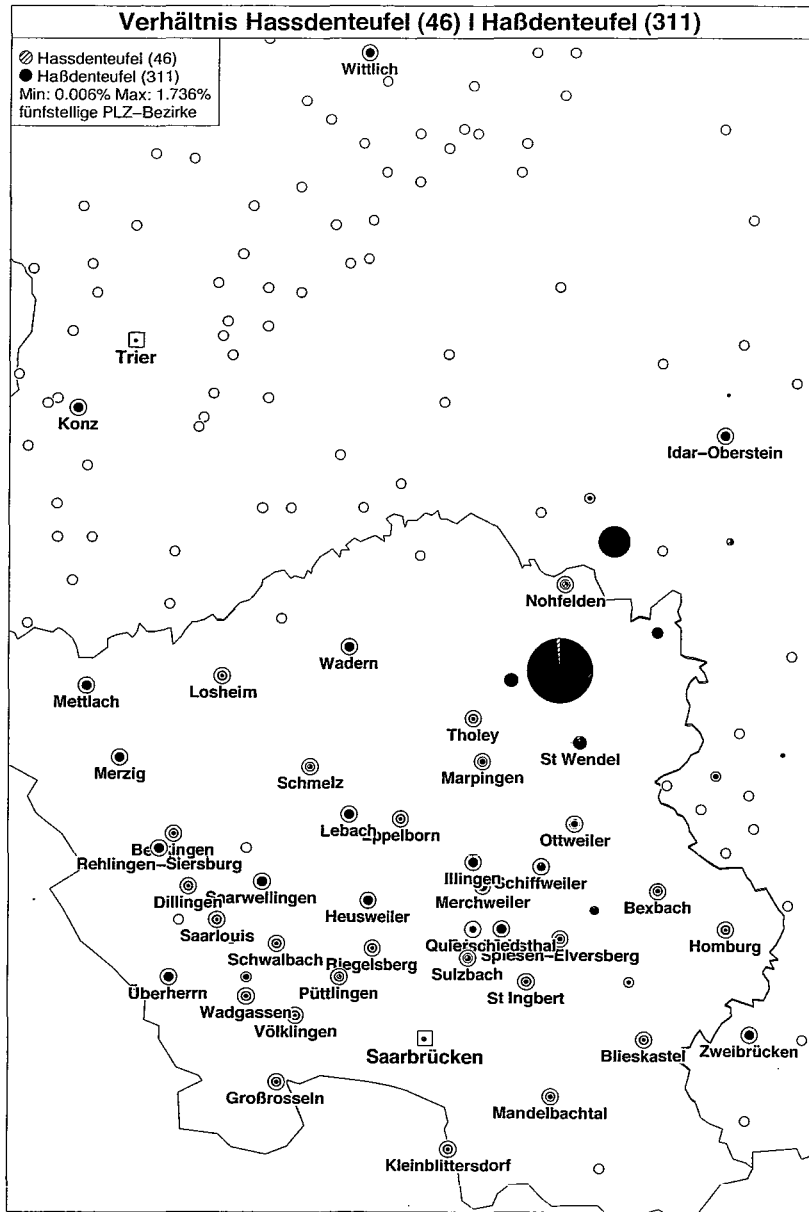 Verhältnis Hassdenteufel (46) I Haßdenteufel (311)
Hassdenteufel (46)
Haßdenteufel (311)
Min: 0.006% Max: 1.736%
fünfstellige PLZ−Bezirke
Wittlich
Trier
Konz
Idar−Oberstein
Nohfelden
Wadern
Losheim
Mettlach
Tholey
St Wendel
Merzig
Schmelz
Marpingen
Lebach
Ottweiler
Rehlingen−Siersburg
Illingen
Schiffweiler
Dillingen
Saarwellingen
Merchweiler
Bexbach
Heusweiler
Saarlouis
Quierschiedsthal
Homburg
Schwalbach
Riegelsberg
Spiesen−Elversberg
Sulzbach
Überherrn
Püttlingen
St Ingbert
Wadgassen
Völklingen
Saarbrücken
Blieskastel
Zweibrücken
Großrosseln
Mandelbachtal
Kleinblittersdorf